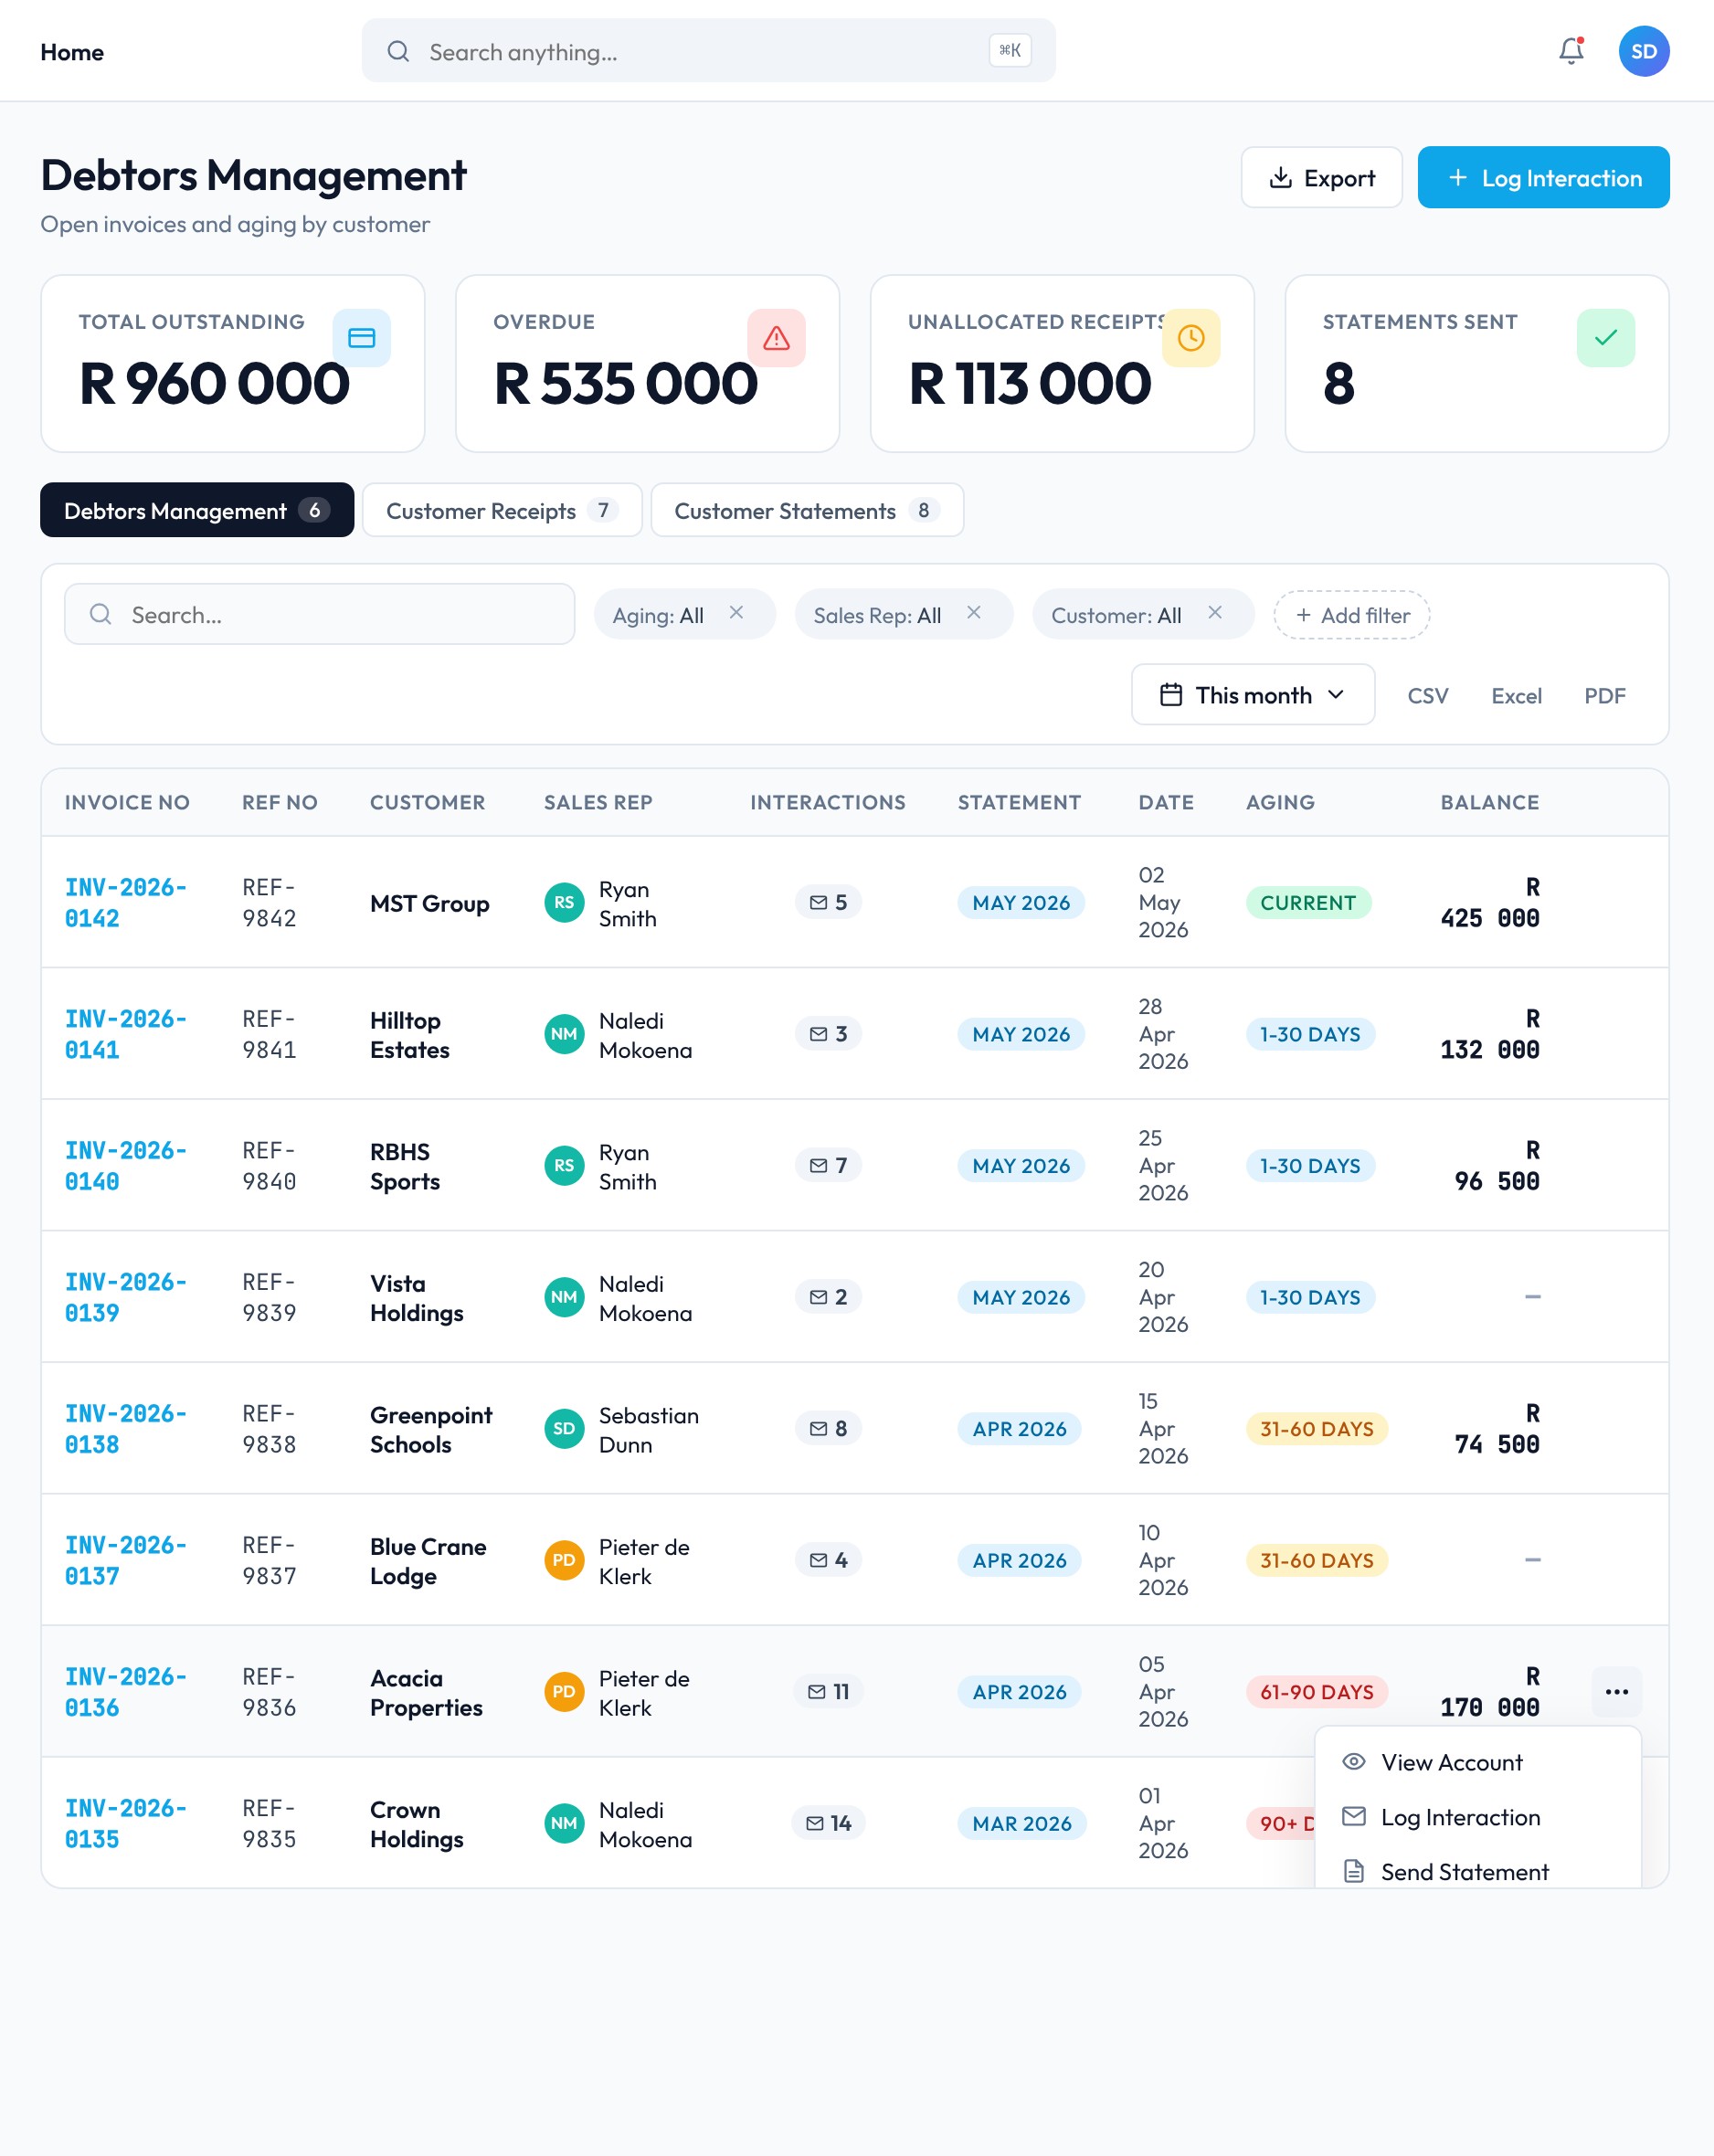 Home
Search anything...
⌘K
SD
Debtors Management
Open invoices and aging by customer
Export
+ Log Interaction
TOTAL OUTSTANDING
R 960 000
OVERDUE
R 535 000
UNALLOCATED RECEIPTS
R 113 000
STATEMENTS SENT
8
Debtors Management 6
Customer Receipts 7
Customer Statements 8
Search...
Aging: All
Sales Rep: All
Customer: All
+ Add filter
This month
CSV
Excel
PDF
INVOICE NO REF NO CUSTOMER SALES REP INTERACTIONS STATEMENT DATE AGING BALANCE
INV-2026-
0142
REF-
9842
MST Group
RS
Ryan
Smith
5
MAY 2026
02
May
2026
CURRENT
R
425 000
INV-2026-
0141
REF-
9841
Hilltop
Estates
NM
Naledi
Mokoena
3
MAY 2026
28
Apr
2026
1-30 DAYS
R
132 000
INV-2026-
0140
REF-
9840
RBHS
Sports
RS
Ryan
Smith
7
MAY 2026
25
Apr
2026
1-30 DAYS
R
96 500
INV-2026-
0139
REF-
9839
Vista
Holdings
NM
Naledi
Mokoena
2
MAY 2026
20
Apr
2026
1-30 DAYS
—
INV-2026-
0138
REF-
9838
Greenpoint
Schools
SD
Sebastian
Dunn
8
APR 2026
15
Apr
2026
31-60 DAYS
R
74 500
INV-2026-
0137
REF-
9837
Blue Crane
Lodge
PD
Pieter de
Klerk
4
APR 2026
10
Apr
2026
31-60 DAYS
—
INV-2026-
0136
REF-
9836
Acacia
Properties
PD
Pieter de
Klerk
11
APR 2026
05
Apr
2026
61-90 DAYS
R
170 000
View Account
Log Interaction
Send Statement
INV-2026-
0135
REF-
9835
Crown
Holdings
NM
Naledi
Mokoena
14
MAR 2026
01
Apr
2026
90+